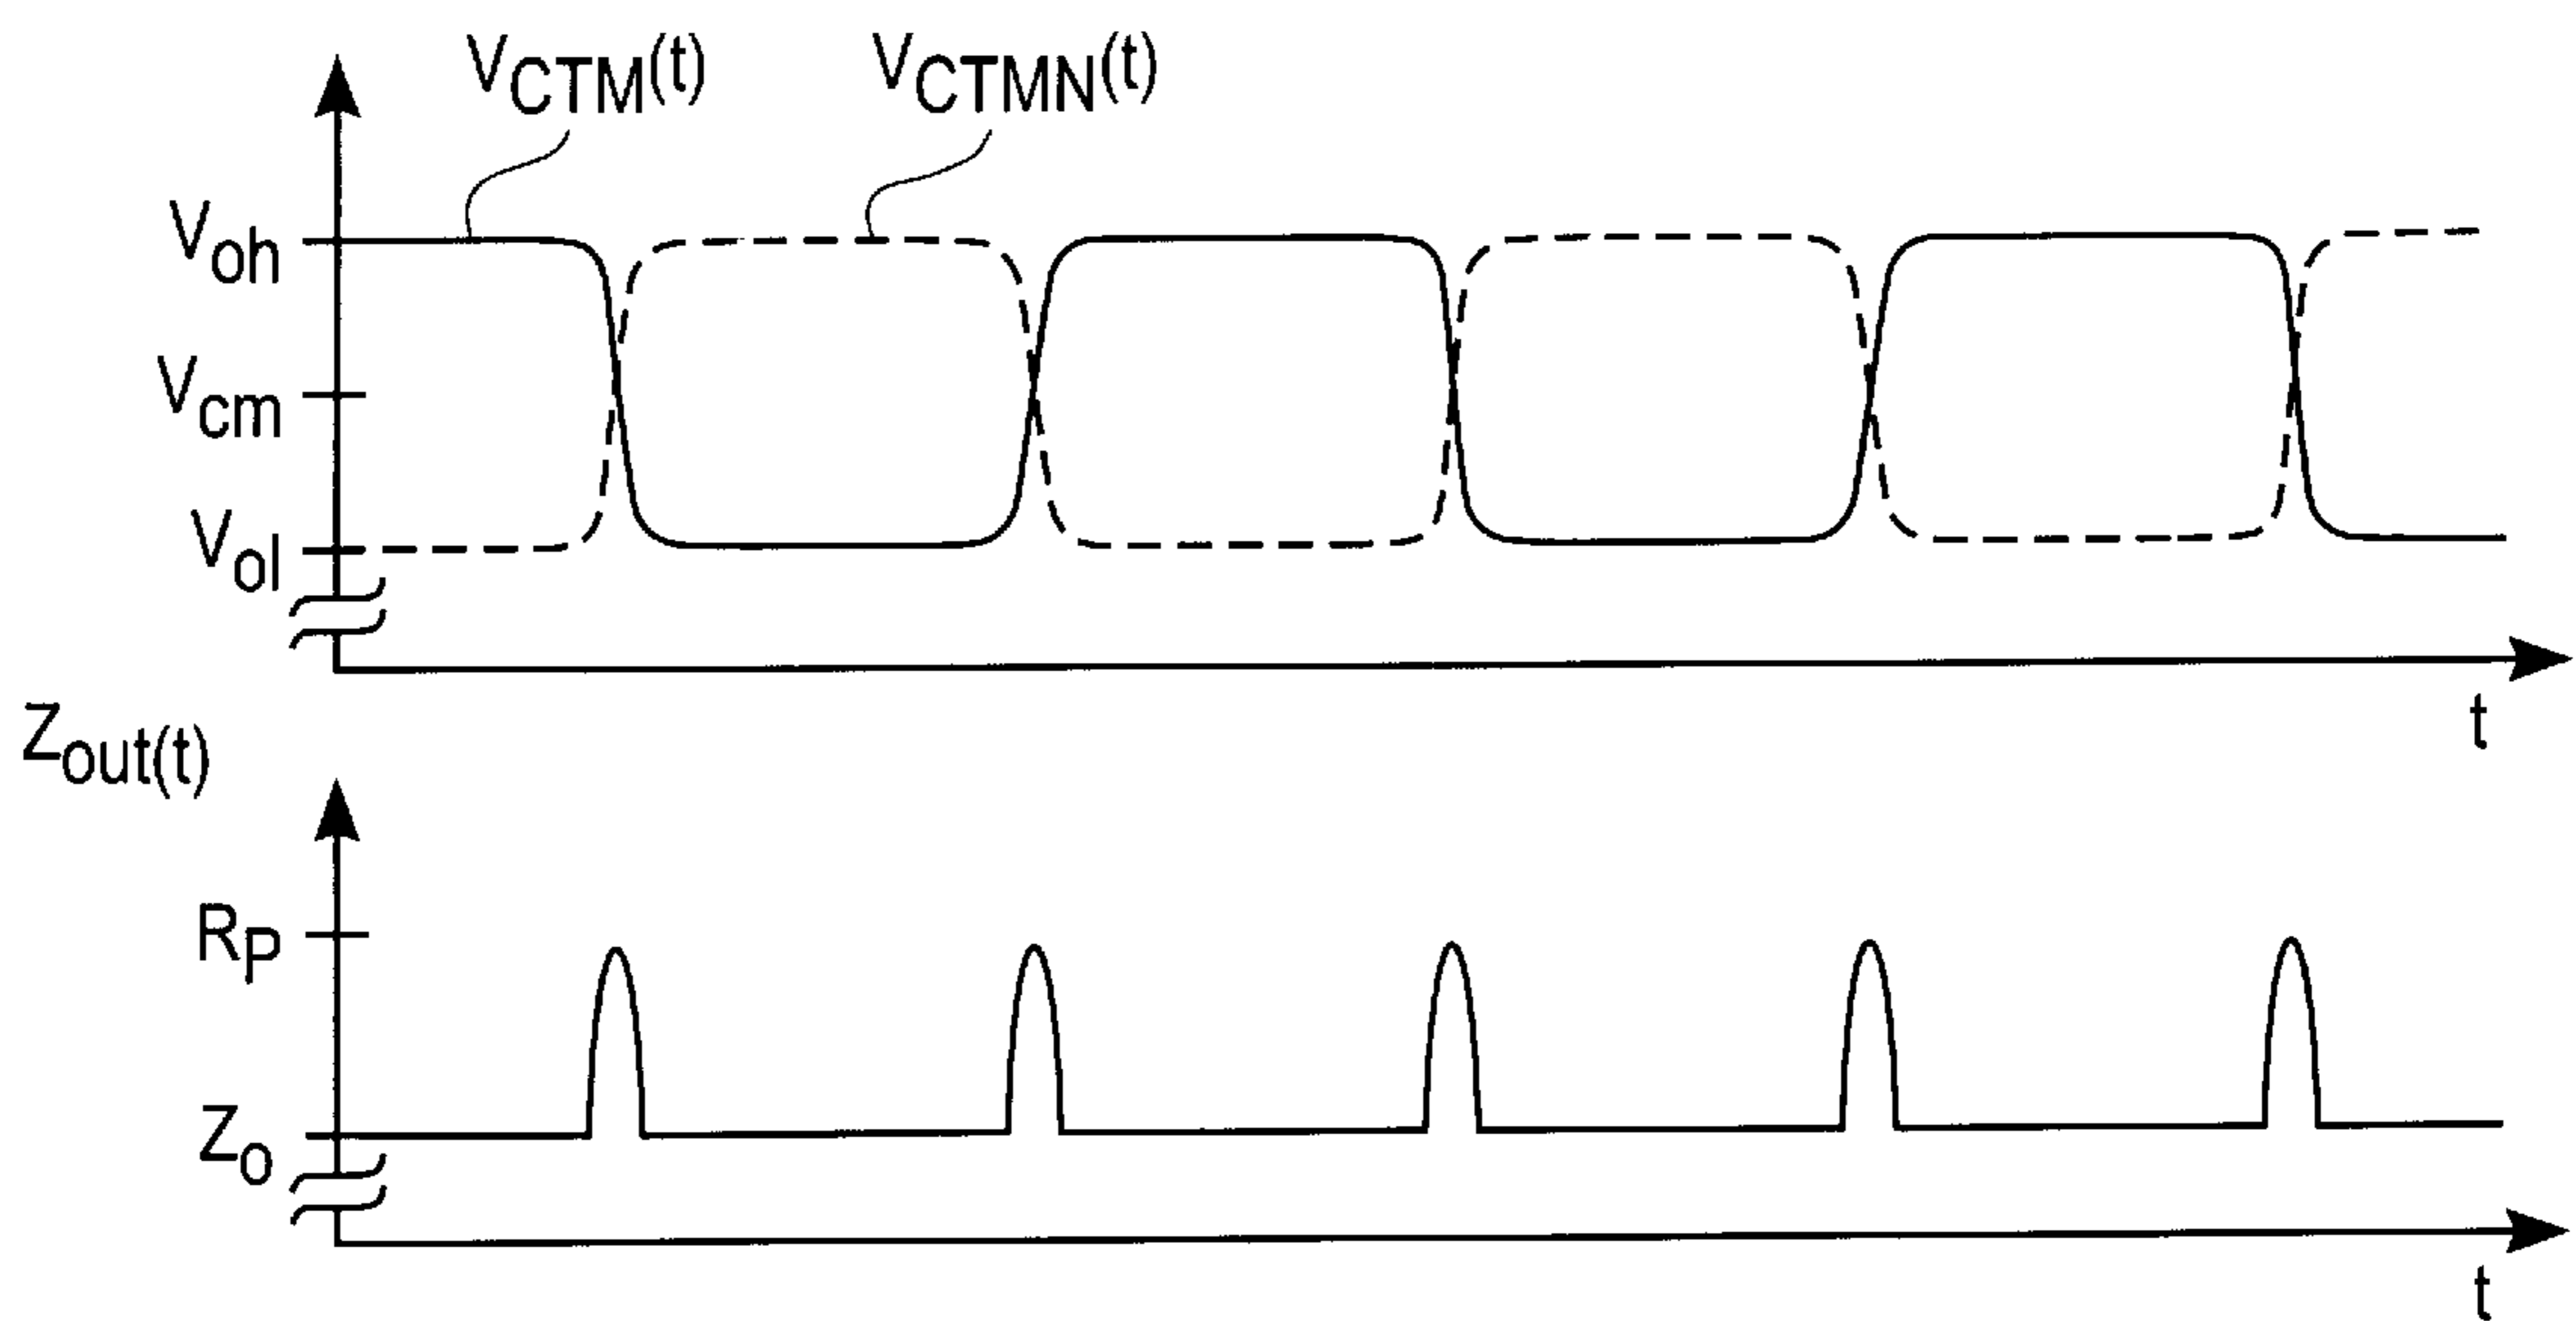 VCTM(t) VCTMN(t)
Voh
Vcm
Vol
t
Zout(t)
RP
Zo
t